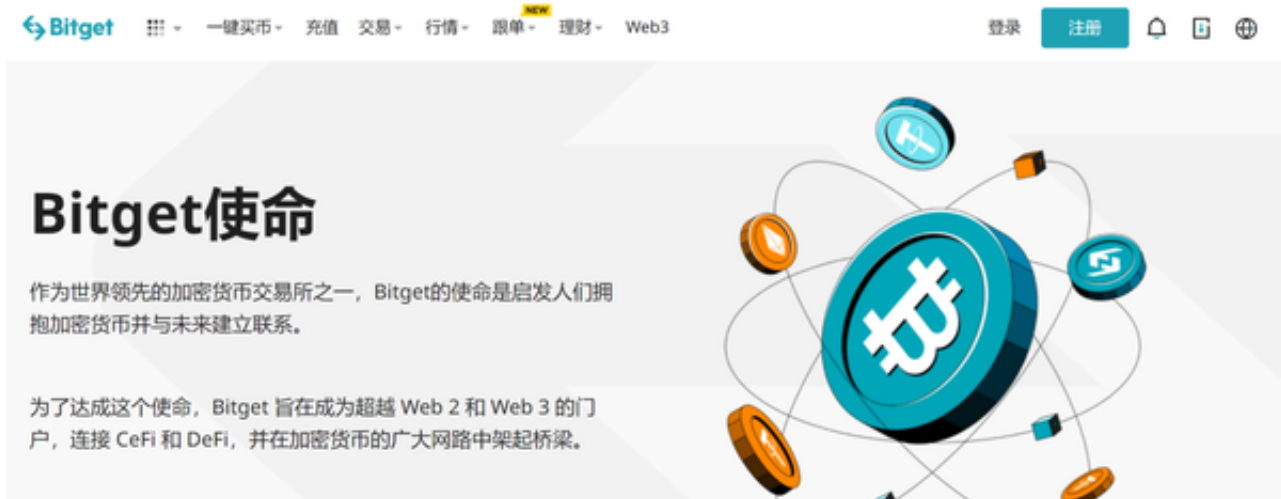 Bitget 一键买币 充值 交易 行情 跟单 NEW 理财 Web3 登录 注册
Bitget使命
作为世界领先的加密货币交易所之一，Bitget的使命是启发人们拥
抱加密货币并与未来建立联系。
为了达成这个使命，Bitget 旨在成为超越 Web 2 和 Web 3 的门
户，连接 CeFi 和 DeFi，并在加密货币的广大网路中架起桥梁。